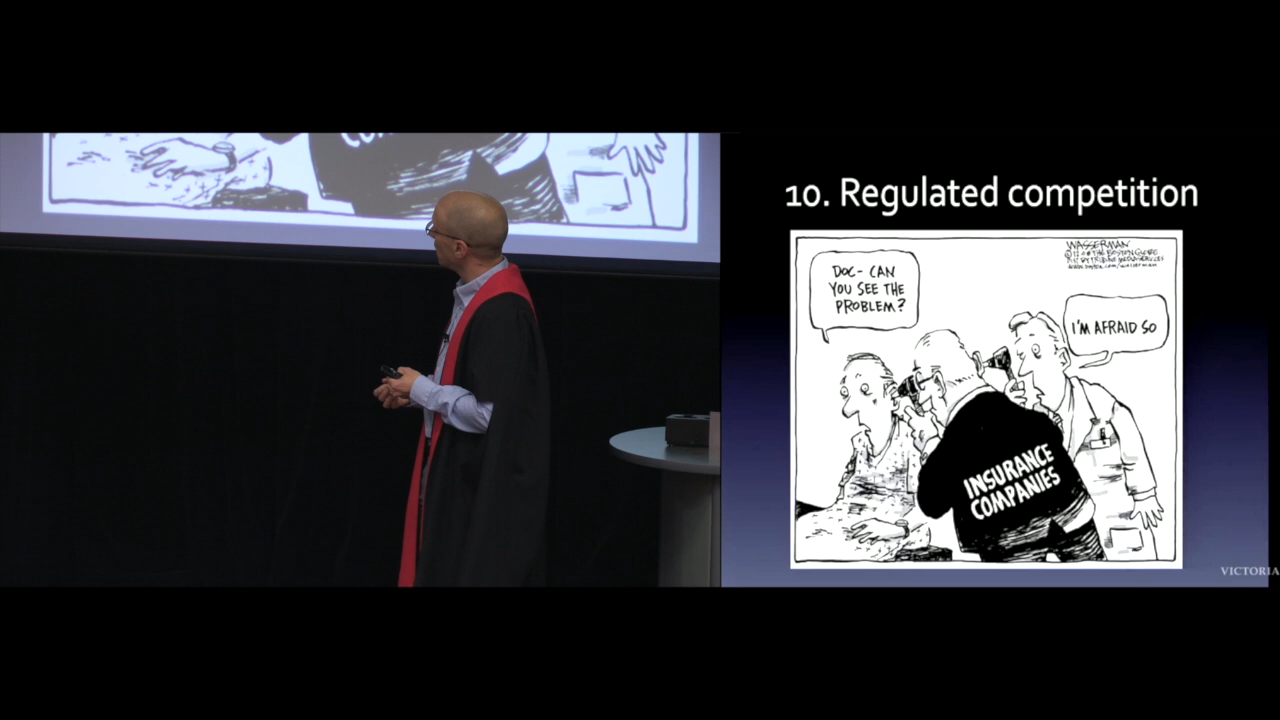 10. Regulated competition
WASSERMAN
DOC- CAN
YOU SEE THE
PROBLEM?
I'M AFRAID SO
INSURANCE
COMPANIES
VICTORIA